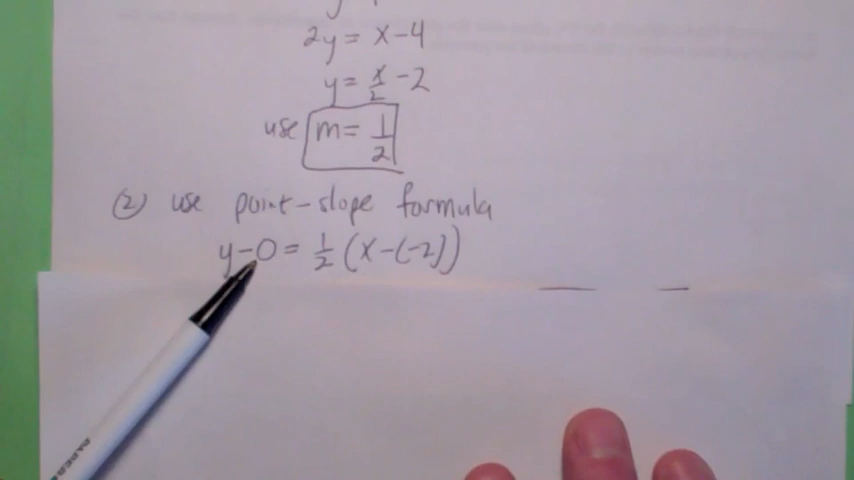 2y = x-4
y = x/2 - 2
use m = 1/2
② use point-slope formula
y-0 = 1/2 (x-(-2))